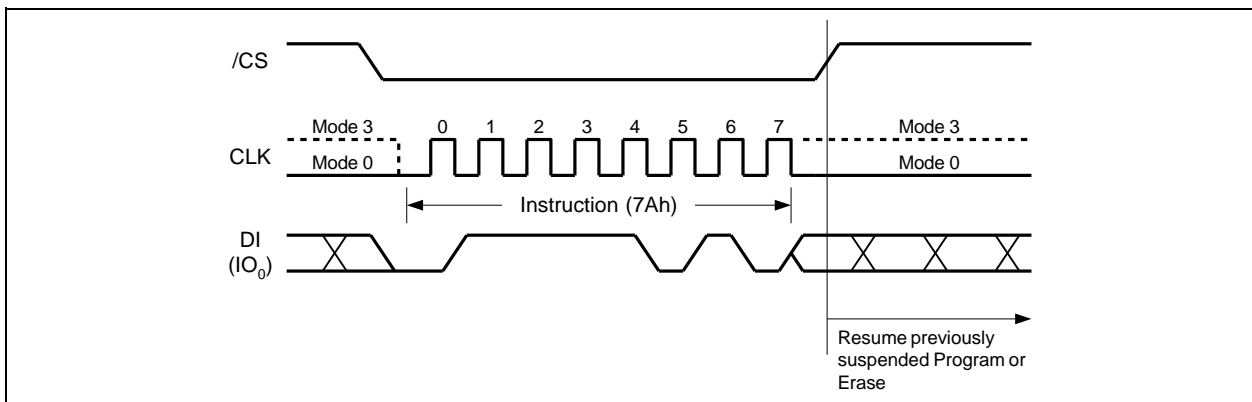 /CS
Mode 3
0 1 2 3 4 5 6 7
Mode 3
CLK
Mode 0
Mode 0
Instruction (7Ah)
DI
(IO₀)
Resume previously
suspended Program or
Erase